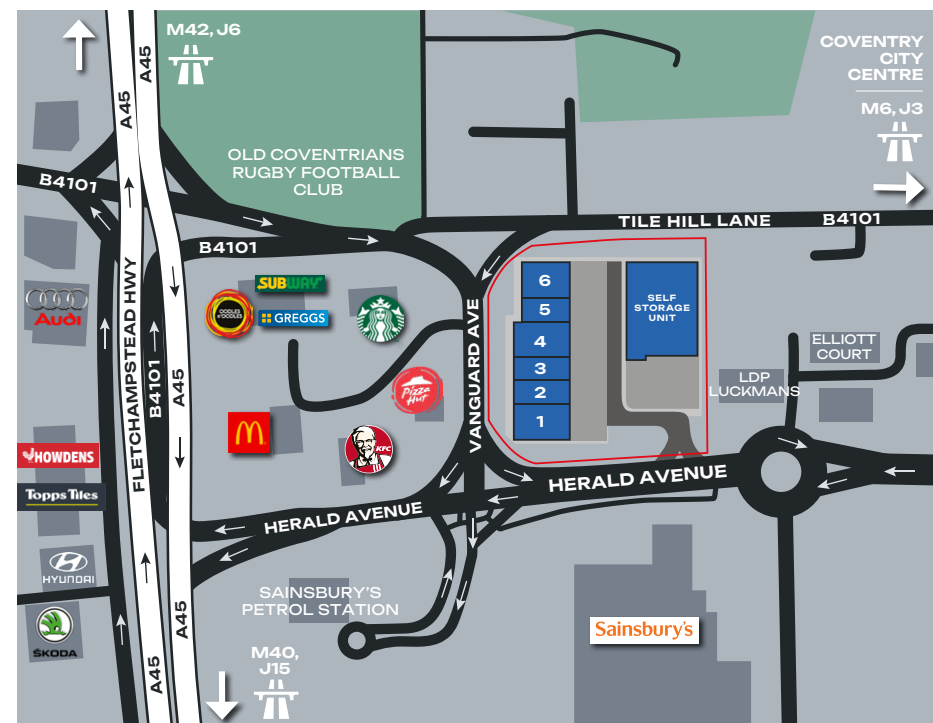 M42, J6
A45
A45
COVENTRY
CITY
CENTRE
M6, J3
OLD COVENTRIANS
RUGBY FOOTBALL
CLUB
B4101
TILE HILL LANE
B4101
B4101
FLETCHAMPSTEAD HWY
Audi
SUBWAY
OODLES
N'OODLES
GREGGS
6
5
4
3
2
1
SELF
STORAGE
UNIT
VANGUARD AVE
ELLIOTT
COURT
LDP
LUCKMANS
B4101
A45
Pizza
Hut
KFC
HOWDENS
Topps Tiles
HERALD AVENUE
HERALD AVENUE
HYUNDAI
SAINSBURY'S
PETROL STATION
A45
Sainsbury's
ŠKODA
M40,
J15
A45